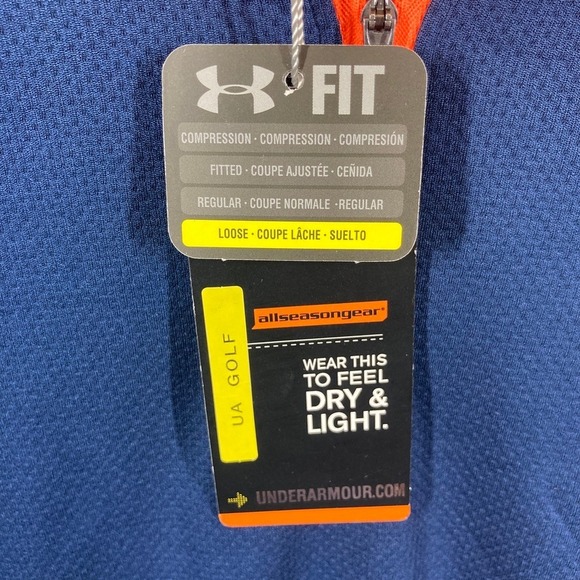 FIT
COMPRESSION · COMPRESSION · COMPRESIÓN
FITTED · COUPE AJUSTÉE · CEÑIDA
REGULAR · COUPE NORMALE · REGULAR
LOOSE · COUPE LÂCHE · SUELTO
allseasongear®
UA GOLF
WEAR THIS
TO FEEL
DRY &
LIGHT.
UNDERARMOUR.COM